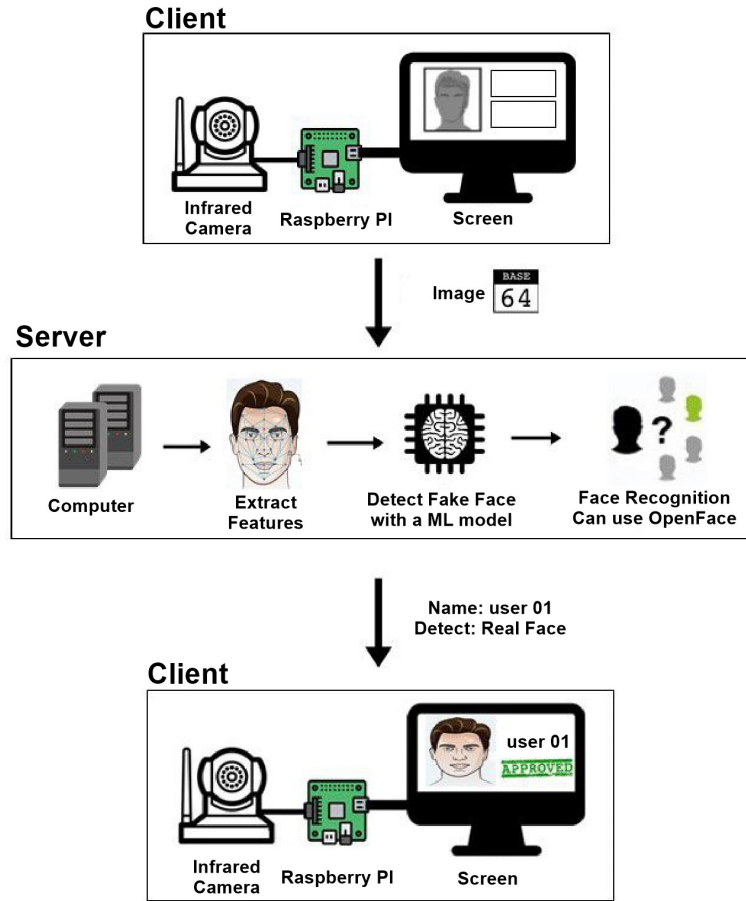 Client
Infrared
Camera
Raspberry PI
Screen
Image
BASE
64
Server
Computer
Extract
Features
Detect Fake Face
with a ML model
?
Face Recognition
Can use OpenFace
Name: user 01
Detect: Real Face
Client
user 01
APPROVED
Infrared
Camera
Raspberry PI
Screen